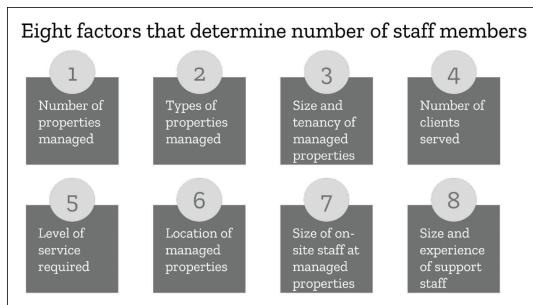 Eight factors that determine number of staff members
1
Number of
properties
managed
2
Types of
properties
managed
3
Size and
tenancy of
managed
properties
4
Number of
clients
served
5
Level of
service
required
6
Location of
managed
properties
7
Size of on-
site staff at
managed
properties
8
Size and
experience
of support
staff